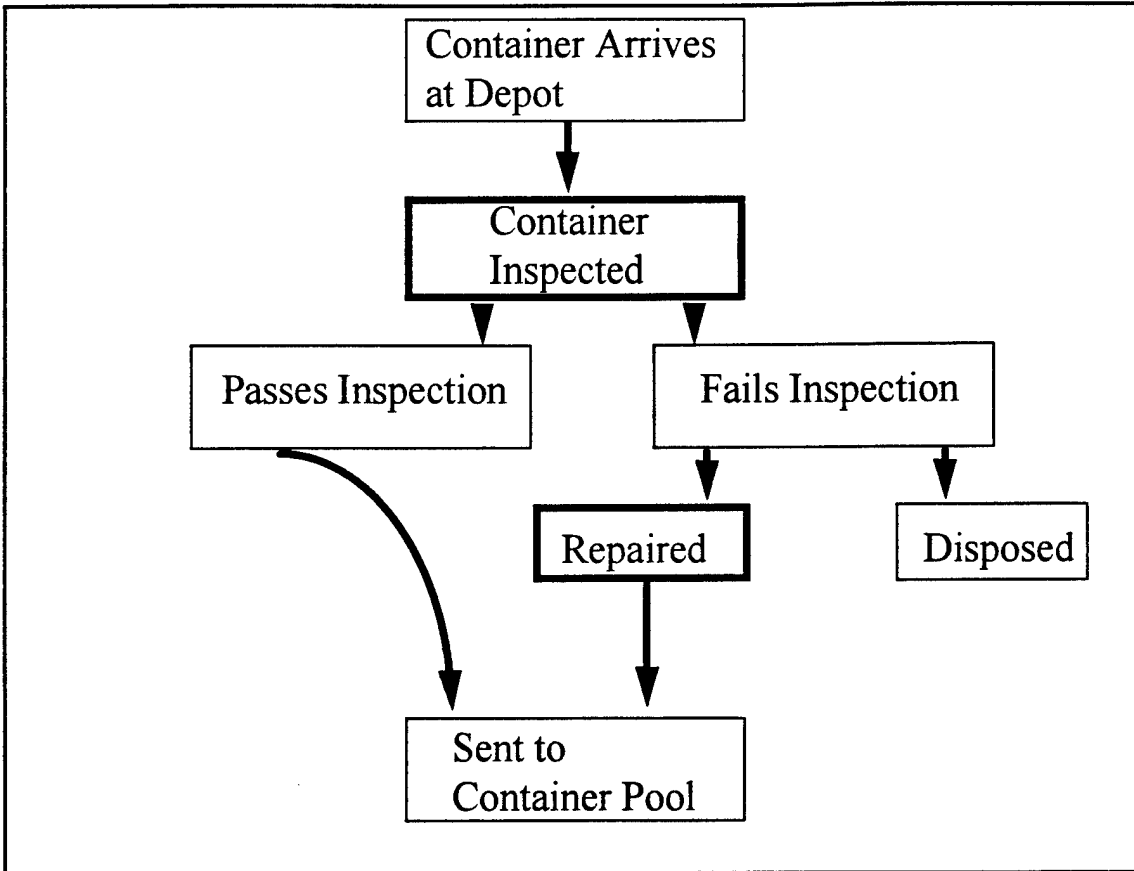 Container Arrives
at Depot
Container
Inspected
Passes Inspection
Fails Inspection
Repaired
Disposed
Sent to
Container Pool